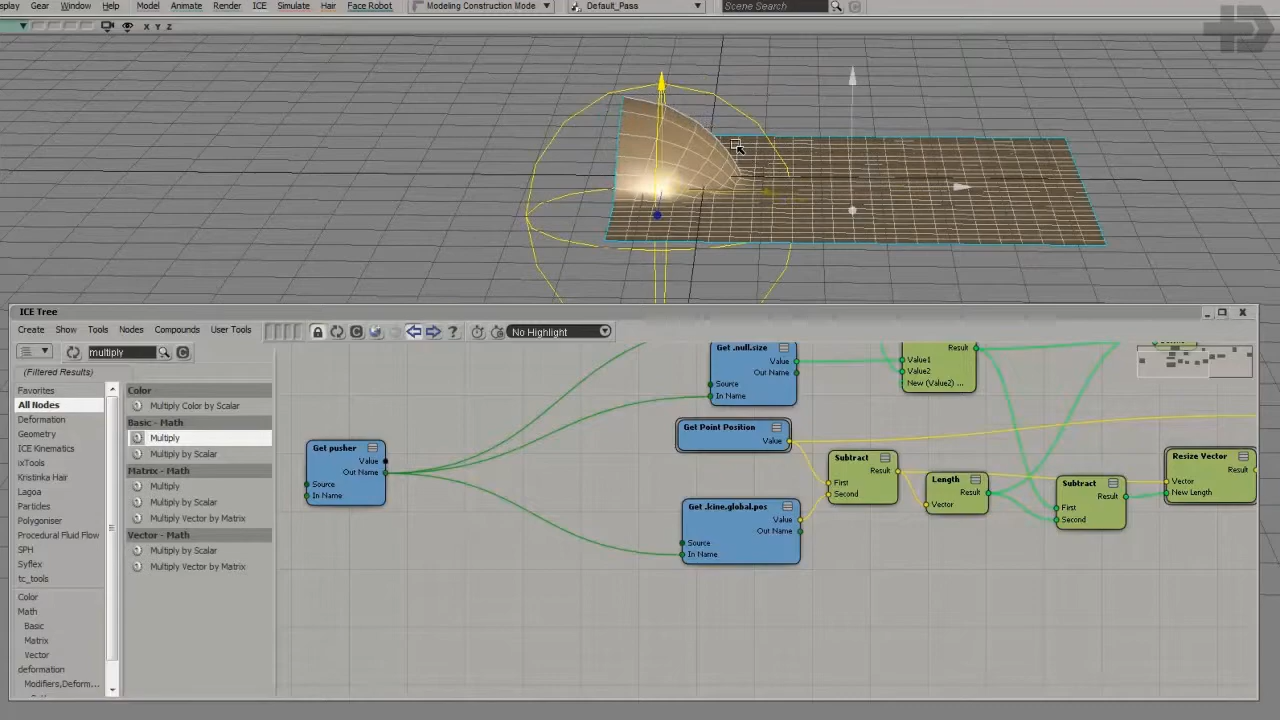 splay Gear Window Model Animate Render ICE Simulate Hair Face Robot Modeling Construction Mode Default_Pass Scene Search
X Y Z
ICE Tree
Create Show Tools Nodes Compounds User Tools No Highlight
multiply
(Filtered Results)
Favorites
All Nodes
Deformation
Geometry
ICE Kinematics
ixTools
Kristinka Hair
Lagoa
Particles
Polygoniser
Procedural Fluid Flow
SPH
Syflex
tc_tools
Color
Math
Basic
Matrix
Vector
deformation
Modifiers,Deform...
Color
Multiply Color by Scalar
Basic - Math
Multiply
Multiply by Scalar
Matrix - Math
Multiply
Multiply by Scalar
Multiply Vector by Matrix
Vector - Math
Multiply by Scalar
Multiply Vector by Matrix
Get pusher
Value
Out Name
Source
In Name
Get .null.size
Value
Out Name
Source
In Name
Get Point Position
Value
Get .kine.global.pos
Value
Out Name
Source
In Name
Subtract
Result
First
Second
Result
Value1
Value2
New (Value2) ...
Length
Result
Vector
Subtract
Result
First
Second
Resize Vector
Result
Vector
New Length